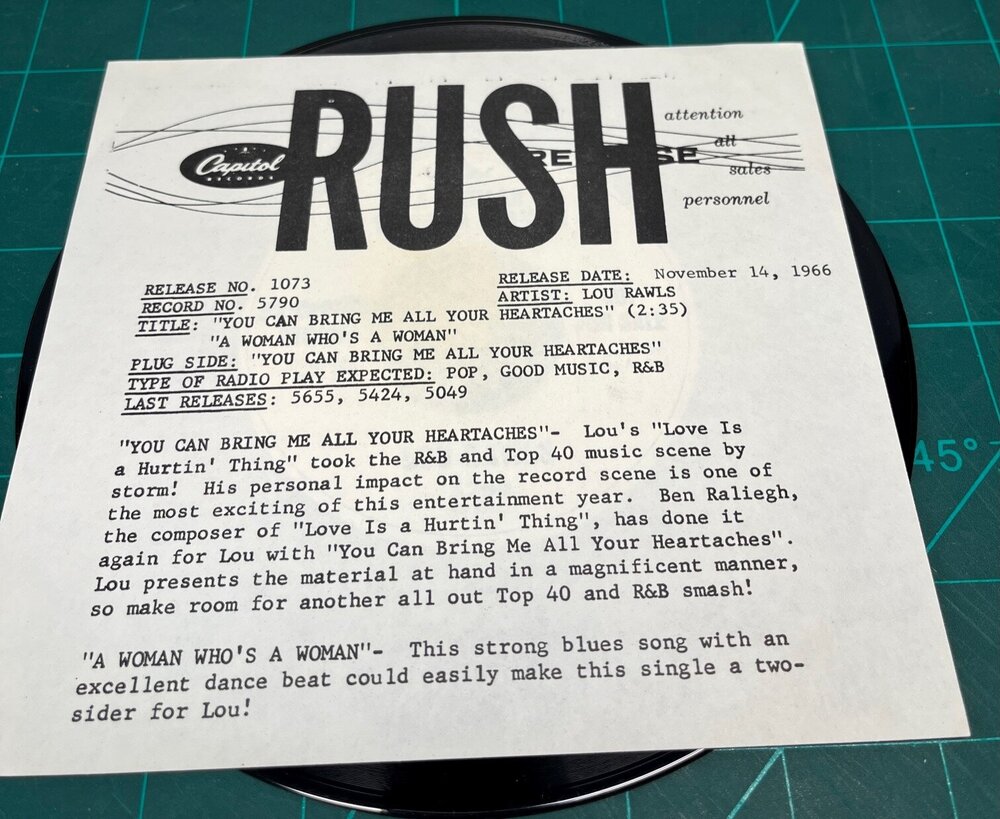 RUSH
attention
all
sales
personnel
Capitol
RECORDS
RELEASE
RELEASE NO. 1073
RELEASE DATE: November 14, 1966
RECORD NO. 5790
ARTIST: LOU RAWLS
TITLE: "YOU CAN BRING ME ALL YOUR HEARTACHES" (2:35)
"A WOMAN WHO'S A WOMAN"
PLUG SIDE: "YOU CAN BRING ME ALL YOUR HEARTACHES"
TYPE OF RADIO PLAY EXPECTED: POP, GOOD MUSIC, R&B
LAST RELEASES: 5655, 5424, 5049
"YOU CAN BRING ME ALL YOUR HEARTACHES"- Lou's "Love Is
a Hurtin' Thing" took the R&B and Top 40 music scene by
storm! His personal impact on the record scene is one of
the most exciting of this entertainment year. Ben Raliegh,
the composer of "Love Is a Hurtin' Thing", has done it
again for Lou with "You Can Bring Me All Your Heartaches".
Lou presents the material at hand in a magnificent manner,
so make room for another all out Top 40 and R&B smash!
"A WOMAN WHO'S A WOMAN"- This strong blues song with an
excellent dance beat could easily make this single a two-
sider for Lou!
45°